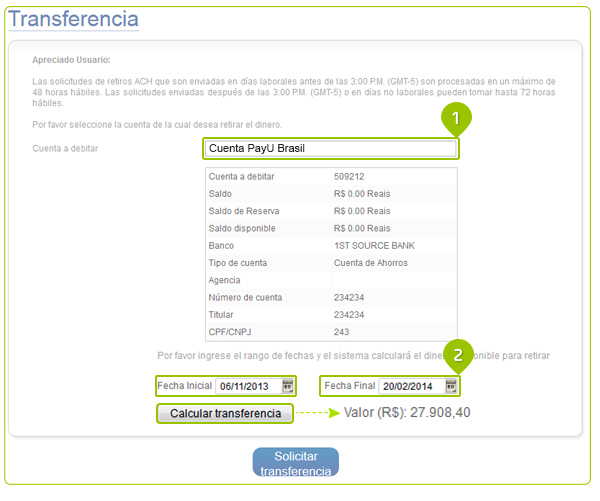 Transferencia
Apreciado Usuario:
Las solicitudes de retiros ACH que son enviadas en días laborales antes de las 3:00 P.M. (GMT-5) son procesadas en un máximo de
48 horas hábiles. Las solicitudes enviadas después de las 3:00 P.M. (GMT-5) o en días no laborales pueden tomar hasta 72 horas
hábiles.
Por favor seleccione la cuenta de la cual desea retirar el dinero.
1
Cuenta a debitar Cuenta PayU Brasil
Cuenta a debitar 509212
Saldo R$ 0.00 Reais
Saldo de Reserva R$ 0.00 Reais
Saldo disponible R$ 0.00 Reais
Banco 1ST SOURCE BANK
Tipo de cuenta Cuenta de Ahorros
Agencia
Número de cuenta 234234
Titular 234234
CPF/CNPJ 243
2
Por favor ingrese el rango de fechas y el sistema calculará el dinero ponible para retirar
Fecha Inicial 06/11/2013 Fecha Final 20/02/2014
Calcular transferencia Valor (R$): 27.908,40
Solicitar
transferencia